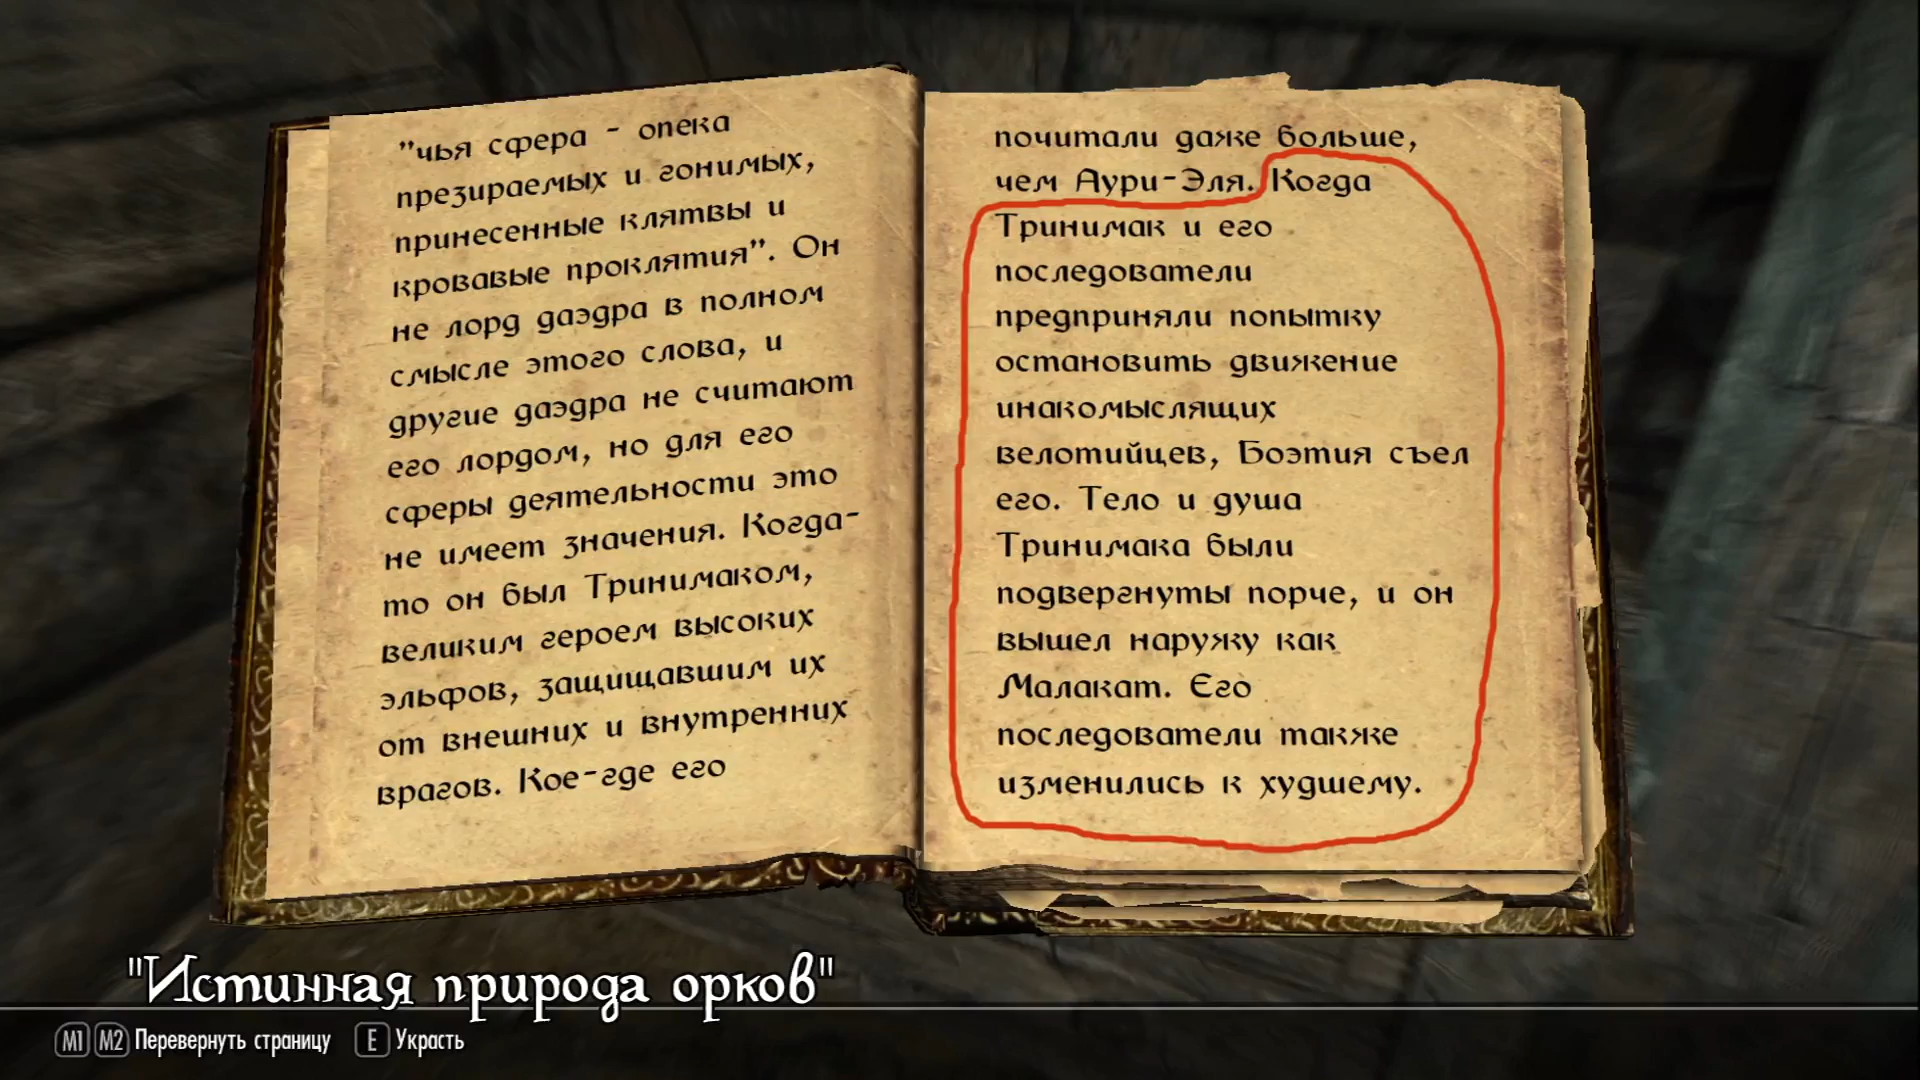 "чья сфера - опека
презираемых и гонимых,
принесенные клятвы и
кровавые проклятия". Он
не лорд даэдра в полном
смысле этого слова, и
другие даэдра не считают
его лордом, но для его
сферы деятельности это
не имеет значения. Когда-
то он был Тринимаком,
великим героем высоких
эльфов, защищавшим их
от внешних и внутренних
врагов. Кое-где его
почитали даже больше,
чем Аури-Эля. Когда
Тринимак и его
последователи
предприняли попытку
остановить движение
инакомыслящих
велотийцев, Боэтия съел
его. Тело и душа
Тринимака были
подвергнуты порче, и он
вышел наружу как
Малакат. Его
последователи также
изменились к худшему.
"Истинная природа орков"
M1 M2 Перевернуть страницу E Украсть